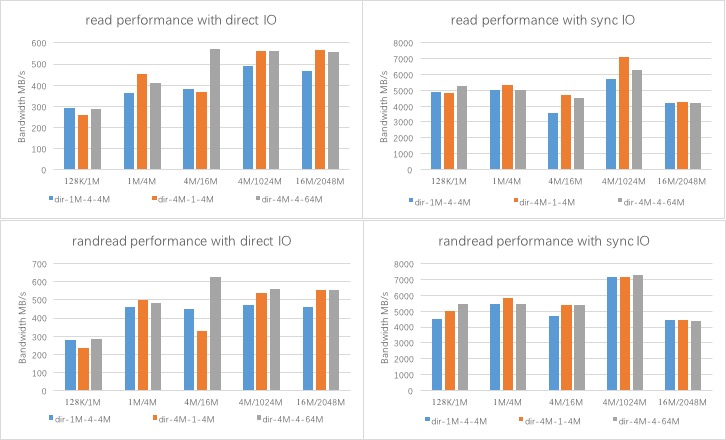 read performance with direct IO
Bandwidth MB/s
600
500
400
300
200
100
0
128K/1M 1M/4M 4M/16M 4M/1024M 16M/2048M
dir-1M-4-4M dir-4M-1-4M dir-4M-4-64M
read performance with sync IO
Bandwidth MB/s
8000
7000
6000
5000
4000
3000
2000
1000
0
128K/1M 1M/4M 4M/16M 4M/1024M 16M/2048M
dir-1M-4-4M dir-4M-1-4M dir-4M-4-64M
randread performance with direct IO
Bandwidth MB/s
700
600
500
400
300
200
100
0
128K/1M 1M/4M 4M/16M 4M/1024M 16M/2048M
dir-1M-4-4M dir-4M-1-4M dir-4M-4-64M
randread performance with sync IO
Bandwidth MB/s
8000
7000
6000
5000
4000
3000
2000
1000
0
128K/1M 1M/4M 4M/16M 4M/1024M 16M/2048M
dir-1M-4-4M dir-4M-1-4M dir-4M-4-64M